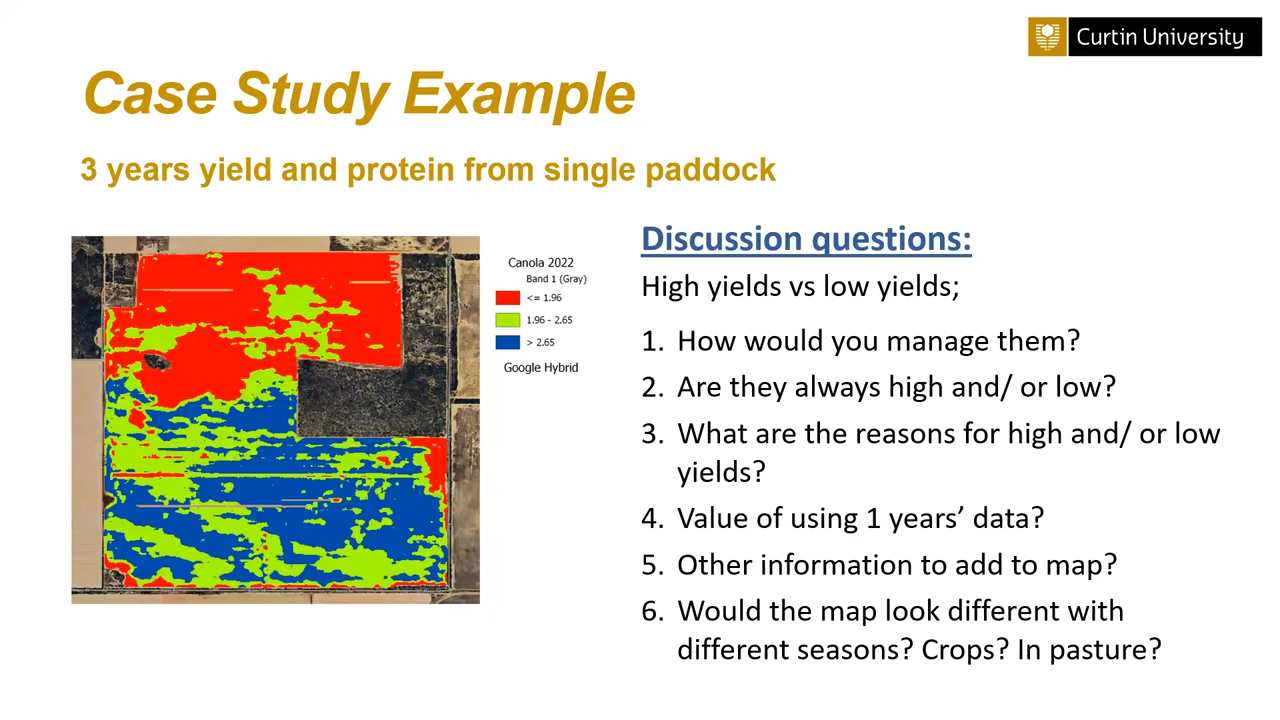 Curtin University
Case Study Example
3 years yield and protein from single paddock
Canola 2022
Band 1 (Gray)
<= 1.96
1.96 - 2.65
> 2.65
Google Hybrid
Discussion questions:
High yields vs low yields;
1. How would you manage them?
2. Are they always high and/ or low?
3. What are the reasons for high and/ or low
yields?
4. Value of using 1 years’ data?
5. Other information to add to map?
6. Would the map look different with
different seasons? Crops? In pasture?